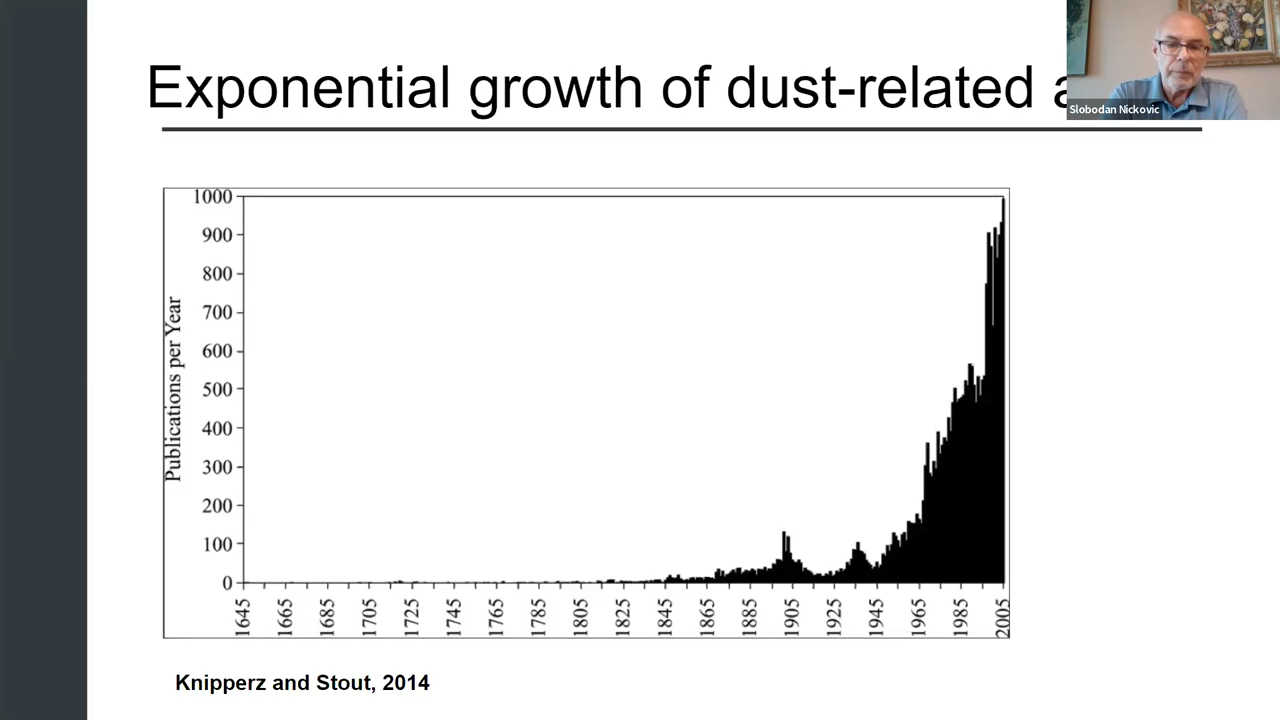 Exponential growth of dust-related a
Slobodan Nickovic
1000
900
800
700
600
500
400
300
200
100
0
Publications per Year
1645 1665 1685 1705 1725 1745 1765 1785 1805 1825 1845 1865 1885 1905 1925 1945 1965 1985 2005
Knipperz and Stout, 2014